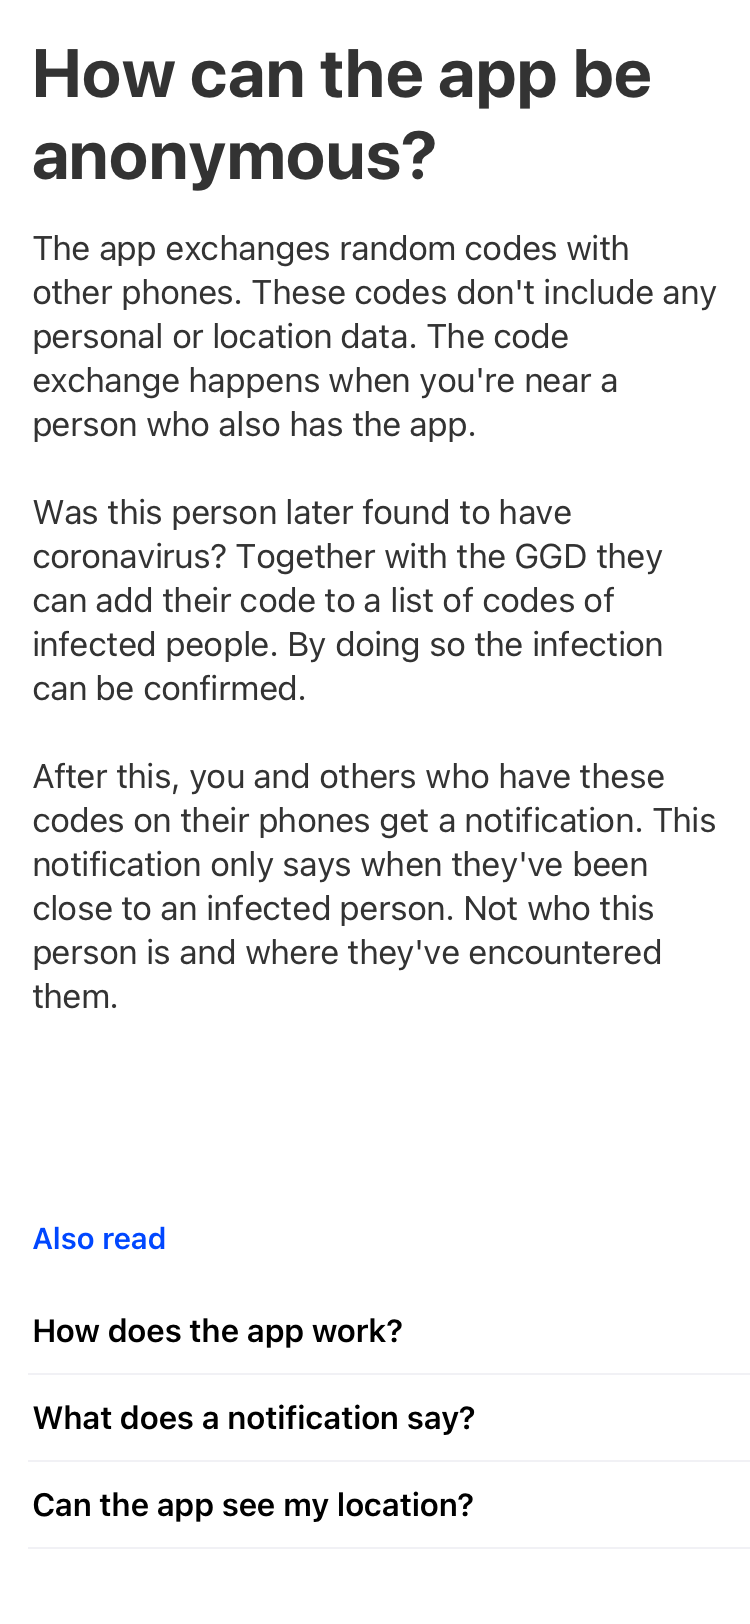 How can the app be
anonymous?
The app exchanges random codes with
other phones. These codes don't include any
personal or location data. The code
exchange happens when you're near a
person who also has the app.
Was this person later found to have
coronavirus? Together with the GGD they
can add their code to a list of codes of
infected people. By doing so the infection
can be confirmed.
After this, you and others who have these
codes on their phones get a notification. This
notification only says when they've been
close to an infected person. Not who this
person is and where they've encountered
them.
Also read
How does the app work?
What does a notification say?
Can the app see my location?